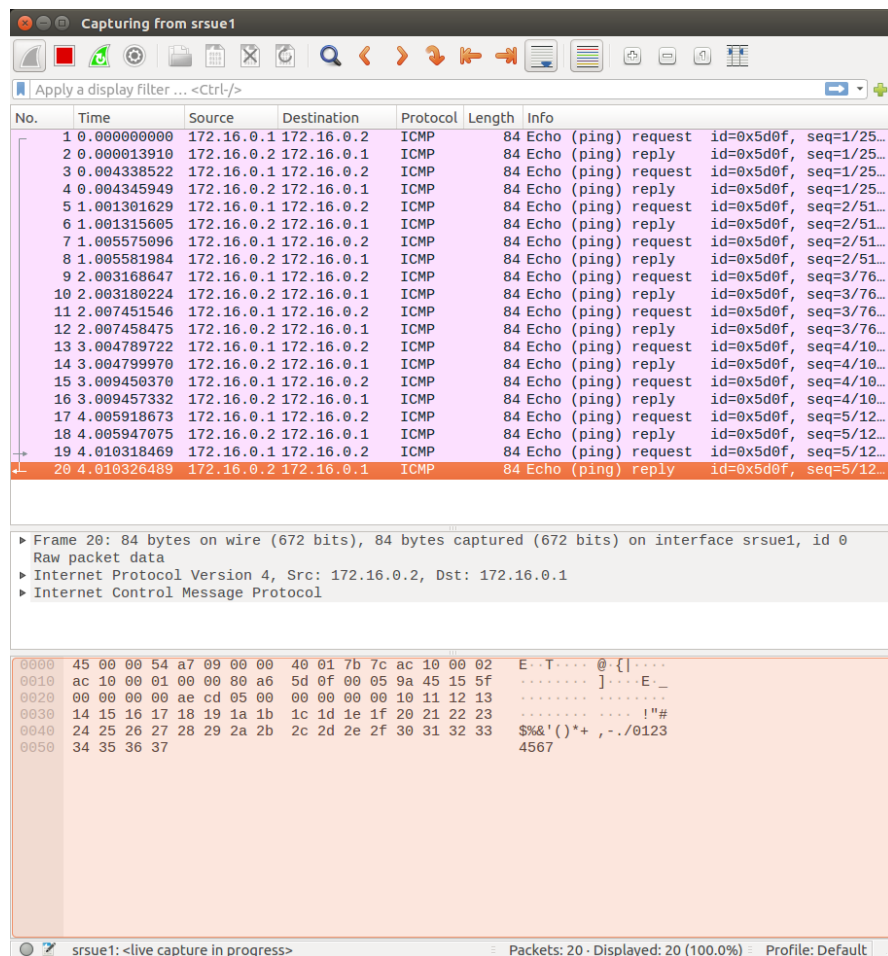 Capturing from srsue1
Apply a display filter ... <Ctrl-/>
No. Time Source Destination Protocol Length Info
1 0.000000000 172.16.0.1 172.16.0.2 ICMP 84 Echo (ping) request id=0x5d0f, seq=1/25…
2 0.000013910 172.16.0.2 172.16.0.1 ICMP 84 Echo (ping) reply id=0x5d0f, seq=1/25…
3 0.004338522 172.16.0.1 172.16.0.2 ICMP 84 Echo (ping) request id=0x5d0f, seq=1/25…
4 0.004345949 172.16.0.2 172.16.0.1 ICMP 84 Echo (ping) reply id=0x5d0f, seq=1/25…
5 1.001301629 172.16.0.1 172.16.0.2 ICMP 84 Echo (ping) request id=0x5d0f, seq=2/51…
6 1.001315605 172.16.0.2 172.16.0.1 ICMP 84 Echo (ping) reply id=0x5d0f, seq=2/51…
7 1.005575096 172.16.0.1 172.16.0.2 ICMP 84 Echo (ping) request id=0x5d0f, seq=2/51…
8 1.005581984 172.16.0.2 172.16.0.1 ICMP 84 Echo (ping) reply id=0x5d0f, seq=2/51…
9 2.003168647 172.16.0.1 172.16.0.2 ICMP 84 Echo (ping) request id=0x5d0f, seq=3/76…
10 2.003180224 172.16.0.2 172.16.0.1 ICMP 84 Echo (ping) reply id=0x5d0f, seq=3/76…
11 2.007451546 172.16.0.1 172.16.0.2 ICMP 84 Echo (ping) request id=0x5d0f, seq=3/76…
12 2.007458475 172.16.0.2 172.16.0.1 ICMP 84 Echo (ping) reply id=0x5d0f, seq=3/76…
13 3.004789722 172.16.0.1 172.16.0.2 ICMP 84 Echo (ping) request id=0x5d0f, seq=4/10…
14 3.004799970 172.16.0.2 172.16.0.1 ICMP 84 Echo (ping) reply id=0x5d0f, seq=4/10…
15 3.009450370 172.16.0.1 172.16.0.2 ICMP 84 Echo (ping) request id=0x5d0f, seq=4/10…
16 3.009457332 172.16.0.2 172.16.0.1 ICMP 84 Echo (ping) reply id=0x5d0f, seq=4/10…
17 4.005918673 172.16.0.1 172.16.0.2 ICMP 84 Echo (ping) request id=0x5d0f, seq=5/12…
18 4.005947075 172.16.0.2 172.16.0.1 ICMP 84 Echo (ping) reply id=0x5d0f, seq=5/12…
19 4.010318469 172.16.0.1 172.16.0.2 ICMP 84 Echo (ping) request id=0x5d0f, seq=5/12…
20 4.010326489 172.16.0.2 172.16.0.1 ICMP 84 Echo (ping) reply id=0x5d0f, seq=5/12…
Frame 20: 84 bytes on wire (672 bits), 84 bytes captured (672 bits) on interface srsue1, id 0
Raw packet data
Internet Protocol Version 4, Src: 172.16.0.2, Dst: 172.16.0.1
Internet Control Message Protocol
0000 45 00 00 54 a7 09 00 00 40 01 7b 7c ac 10 00 02 E··T···· @·{|····
0010 ac 10 00 01 00 00 80 a6 5d 0f 00 05 9a 45 15 5f ········ ]····E·_
0020 00 00 00 00 ae cd 05 00 00 00 00 00 10 11 12 13 ········ ········
0030 14 15 16 17 18 19 1a 1b 1c 1d 1e 1f 20 21 22 23 ········ ···· !"#
0040 24 25 26 27 28 29 2a 2b 2c 2d 2e 2f 30 31 32 33 $%&'()*+ ,-./0123
0050 34 35 36 37 4567
srsue1: <live capture in progress> Packets: 20 · Displayed: 20 (100.0%) Profile: Default